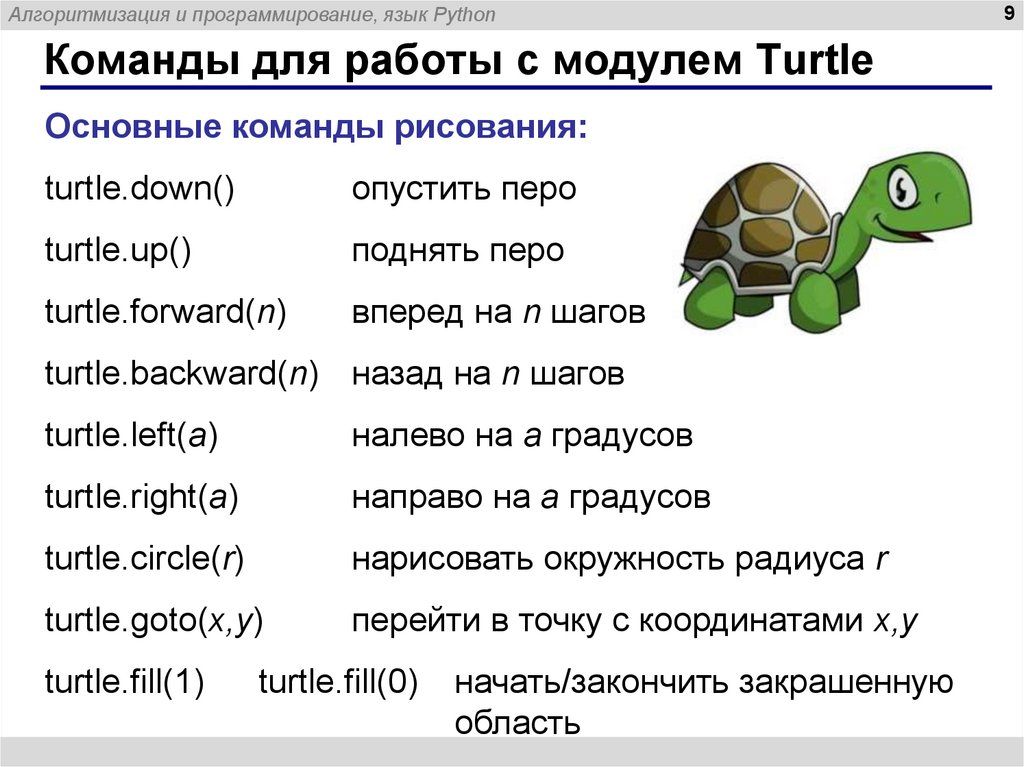 Алгоритмизация и программирование, язык Python 9
Команды для работы с модулем Turtle
Основные команды рисования:
turtle.down() опустить перо
turtle.up() поднять перо
turtle.forward(n) вперед на n шагов
turtle.backward(n) назад на n шагов
turtle.left(a) налево на a градусов
turtle.right(a) направо на a градусов
turtle.circle(r) нарисовать окружность радиуса r
turtle.goto(x,y) перейти в точку с координатами x,y
turtle.fill(1) turtle.fill(0) начать/закончить закрашенную
область